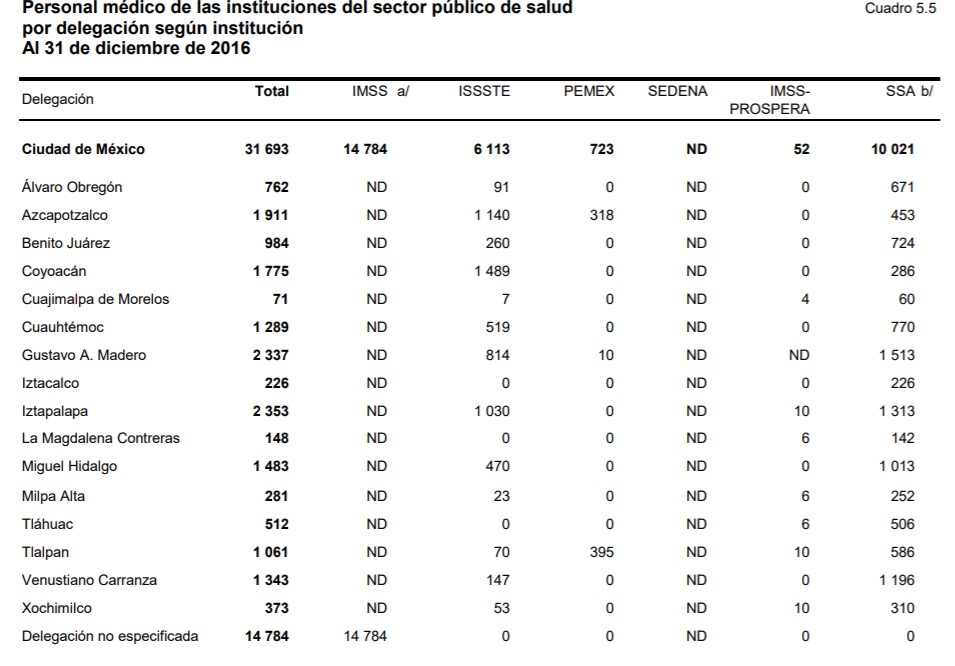 Personal médico de las instituciones del sector público de salud Cuadro 5.5
por delegación según institución
Al 31 de diciembre de 2016
Delegación Total IMSS a/ ISSSTE PEMEX SEDENA IMSS- SSA b/
PROSPERA
Ciudad de México 31 693 14 784 6 113 723 ND 52 10 021
Álvaro Obregón 762 ND 91 0 ND 0 671
Azcapotzalco 1 911 ND 1 140 318 ND 0 453
Benito Juárez 984 ND 260 0 ND 0 724
Coyoacán 1 775 ND 1 489 0 ND 0 286
Cuajimalpa de Morelos 71 ND 7 0 ND 4 60
Cuauhtémoc 1 289 ND 519 0 ND 0 770
Gustavo A. Madero 2 337 ND 814 10 ND ND 1 513
Iztacalco 226 ND 0 0 ND 0 226
Iztapalapa 2 353 ND 1 030 0 ND 10 1 313
La Magdalena Contreras 148 ND 0 0 ND 6 142
Miguel Hidalgo 1 483 ND 470 0 ND 0 1 013
Milpa Alta 281 ND 23 0 ND 6 252
Tláhuac 512 ND 0 0 ND 6 506
Tlalpan 1 061 ND 70 395 ND 10 586
Venustiano Carranza 1 343 ND 147 0 ND 0 1 196
Xochimilco 373 ND 53 0 ND 10 310
Delegación no especificada 14 784 14 784 0 0 ND 0 0